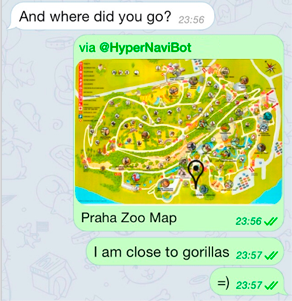 And where did you go? 23:56
via @HyperNaviBot
Praha Zoo Map 23:56
I am close to gorillas 23:57
=) 23:57